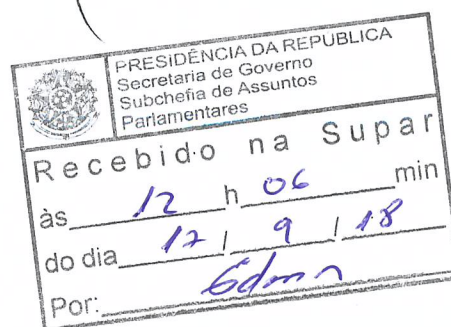 PRESIDÊNCIA DA REPUBLICA
Secretaria de Governo
Subchefia de Assuntos
Parlamentares
Recebido na Supar
às 12 h 06 min
do dia 12 / 9 / 18
Por: